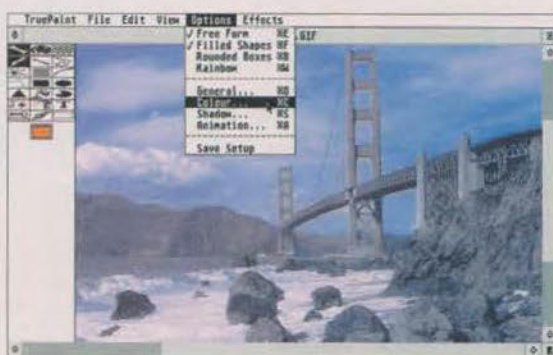 TruePaint File Edit View Options Effects
.GIF
✓ Free Form ⌘E
✓ Filled Shapes ⌘F
Rounded Boxes ⌘B
Rainbow ⌘W
General... ⌘O
Colour... ⌘C
Shadow... ⌘S
Animation... ⌘A
Save Setup